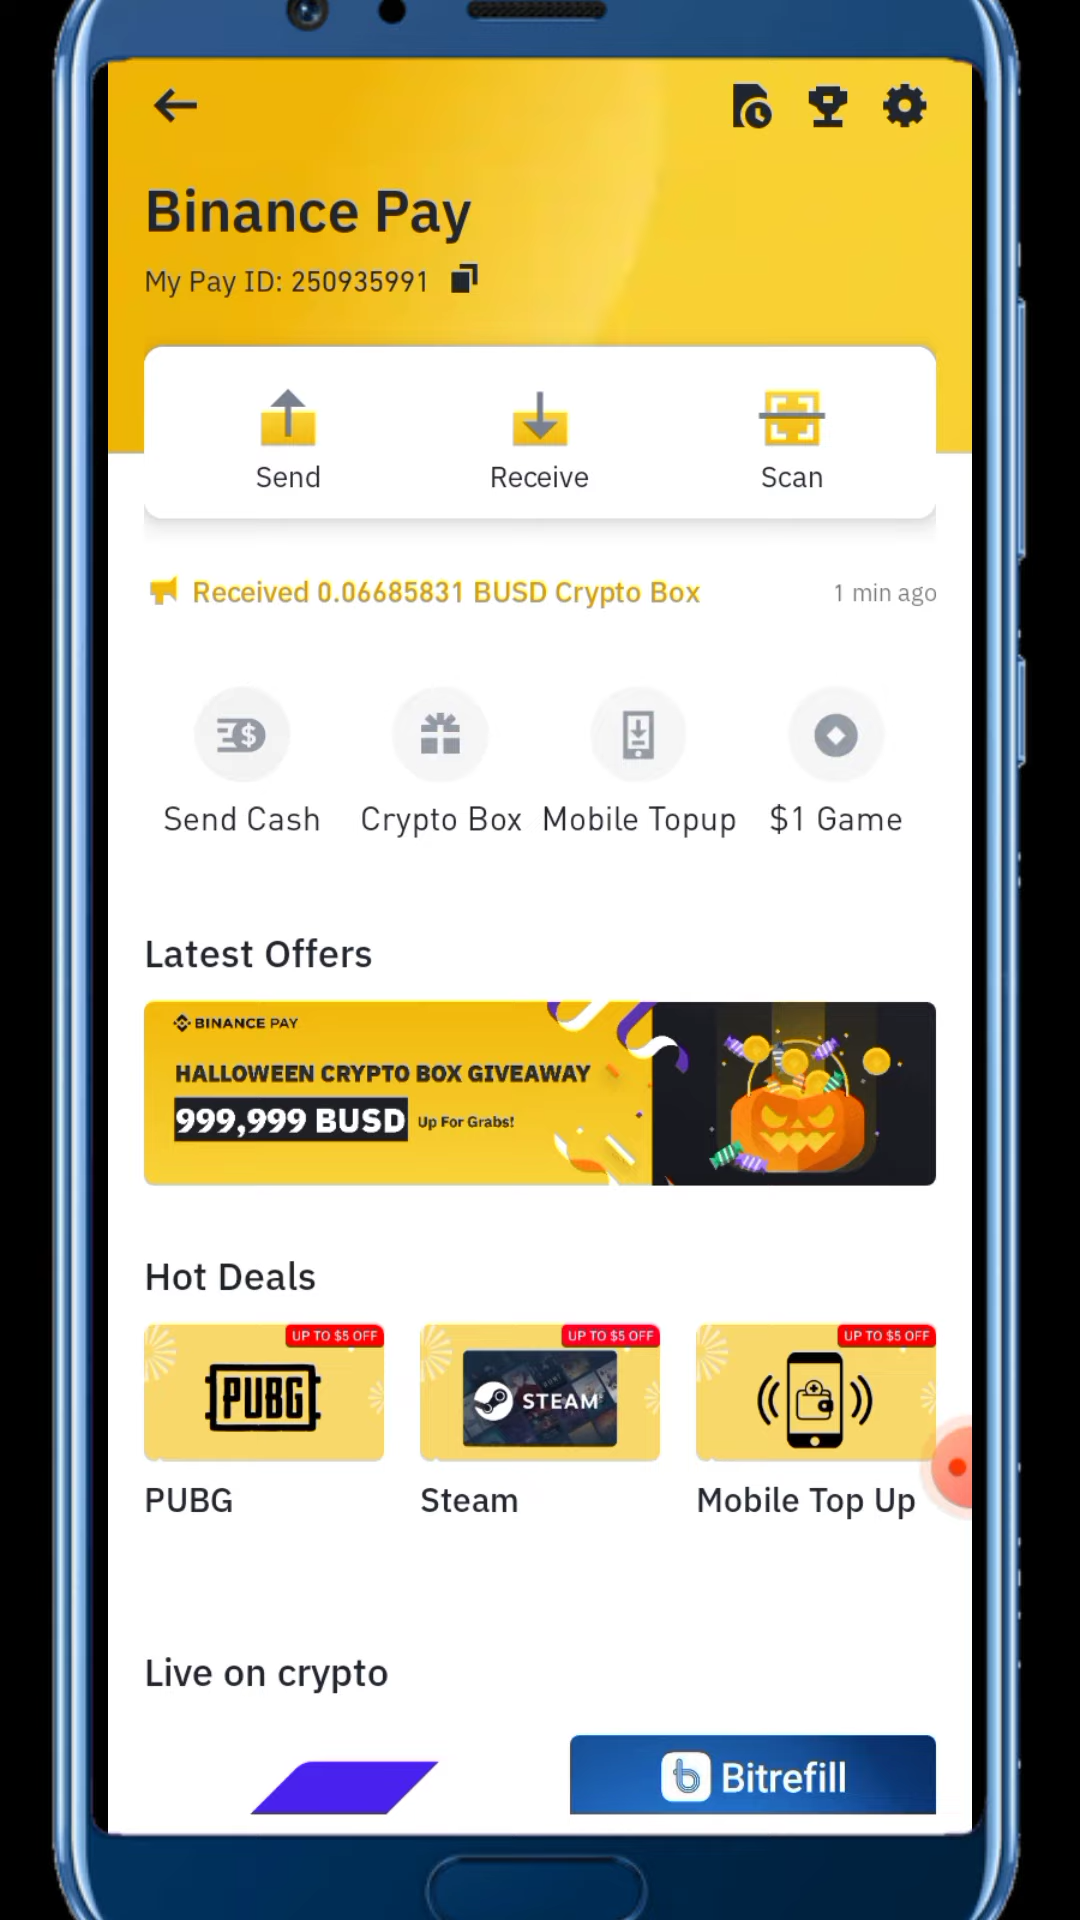 Binance Pay
My Pay ID: 250935991
Send
Receive
Scan
Received 0.06685831 BUSD Crypto Box
1 min ago
Send Cash
Crypto Box
Mobile Topup
$1 Game
Latest Offers
BINANCE PAY
HALLOWEEN CRYPTO BOX GIVEAWAY
999,999 BUSD Up For Grabs!
Hot Deals
UP TO $5 OFF
UP TO $5 OFF
UP TO $5 OFF
PUBG
STEAM
PUBG
Steam
Mobile Top Up
Live on crypto
Bitrefill